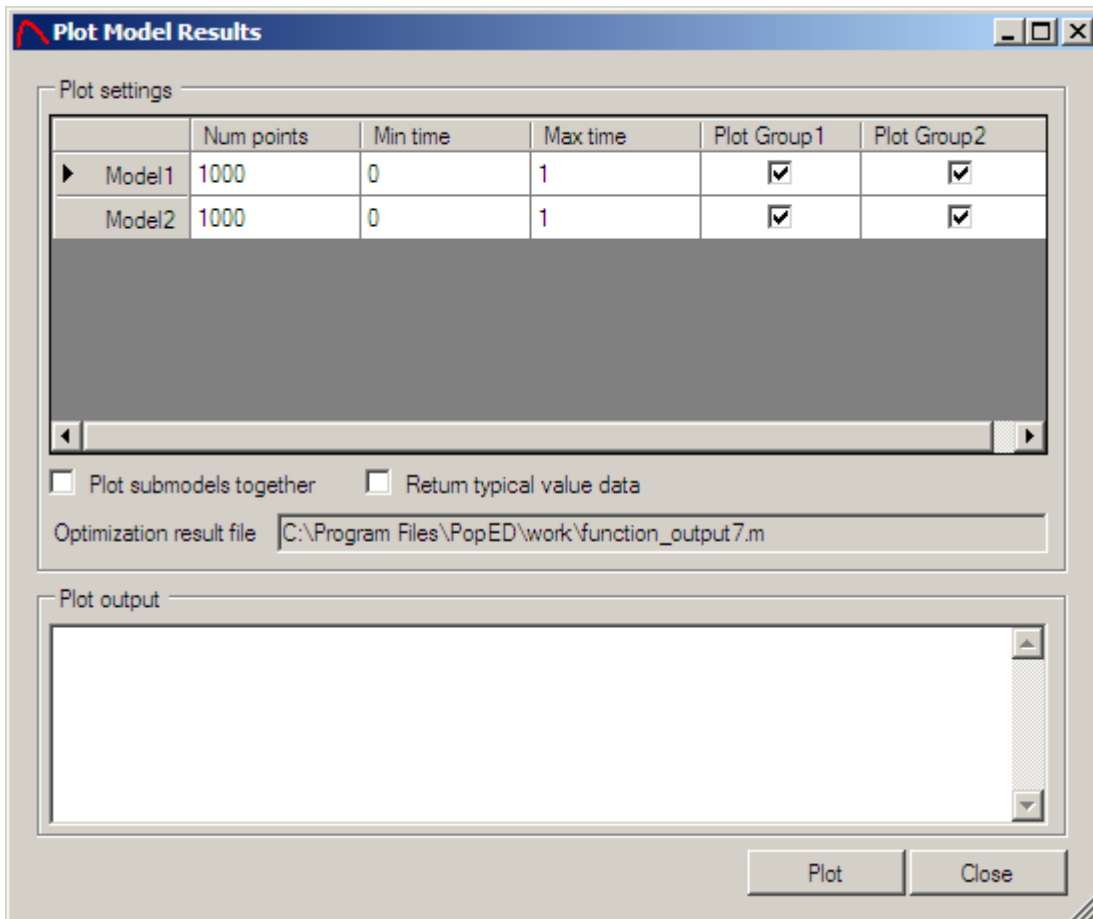 Plot Model Results
Plot settings
Num points Min time Max time Plot Group1 Plot Group2
Model1 1000 0 1
Model2 1000 0 1
Plot submodels together Return typical value data
Optimization result file C:\Program Files\PopED\work\function_output7.m
Plot output
Plot Close